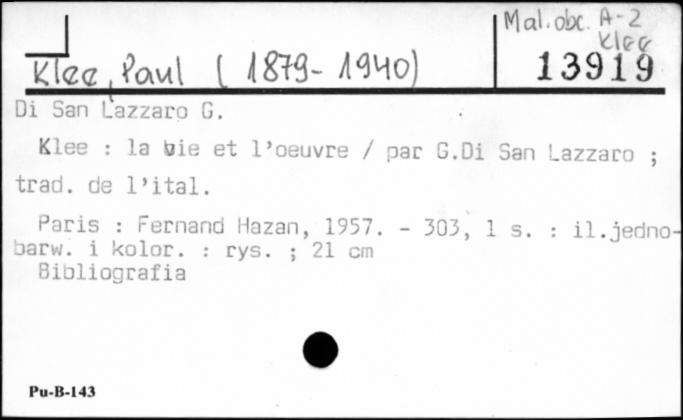 Mal. obc. A-2
Klee
Klee, Paul (1879-1940)
13919
Di San Lazzaro G.
Klee : la vie et l'oeuvre / par G.Di San Lazzaro ;
trad. de l'ital.
Paris : Fernand Hazan, 1957. - 303, 1 s. : il.jedno-
barw. i kolor. : rys. ; 21 cm
Bibliografia
Pu-B-143